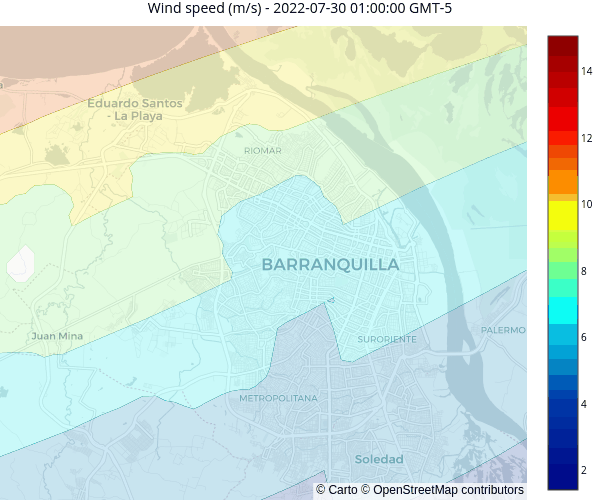 Wind speed (m/s) - 2022-07-30 01:00:00 GMT-5
Eduardo Santos
- La Playa
RIOMAR
BARRANQUILLA
Juan Mina
SURORIENTE
PALERMO
METROPOLITANA
Soledad
© Carto © OpenStreetMap contributors
14
12
10
8
6
4
2